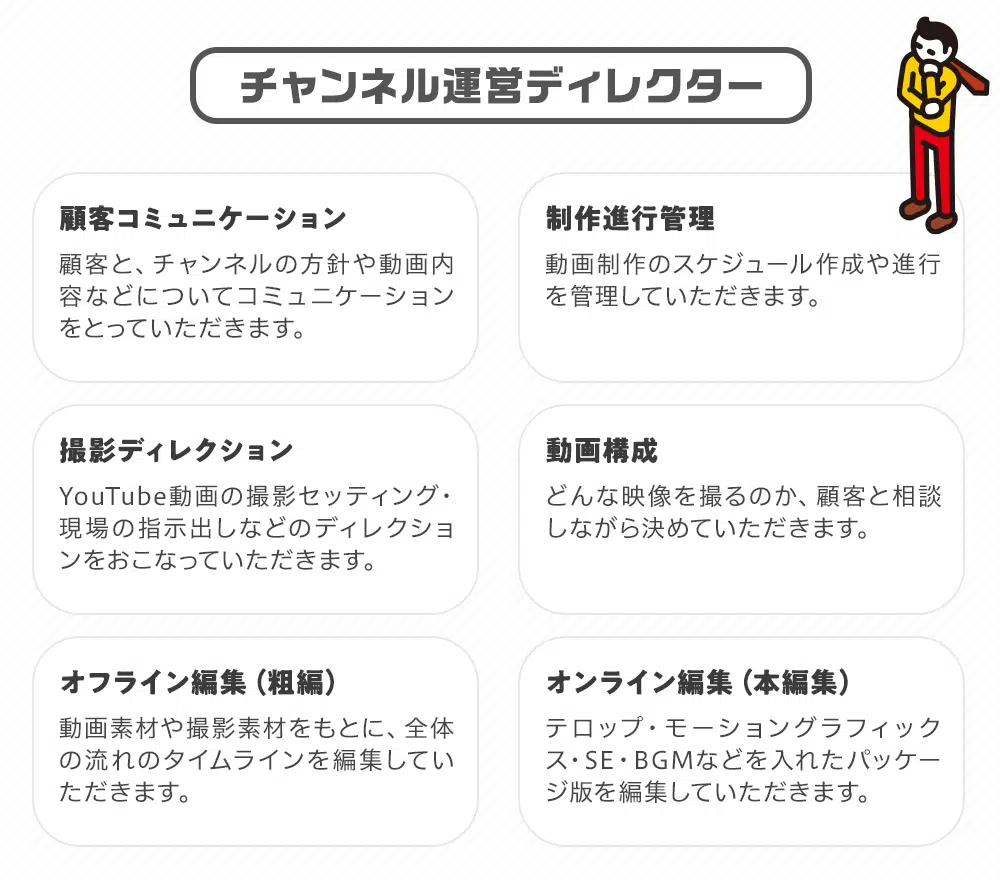 チャンネル運営ディレクター
顧客コミュニケーション
顧客と、チャンネルの方針や動画内
容などについてコミュニケーション
をとっていただきます。
制作進行管理
動画制作のスケジュール作成や進行
を管理していただきます。
撮影ディレクション
YouTube動画の撮影セッティング・
現場の指示出しなどのディレクショ
ンをおこなっていただきます。
動画構成
どんな映像を撮るのか、顧客と相談
しながら決めていただきます。
オフライン編集（粗編）
動画素材や撮影素材をもとに、全体
の流れのタイムラインを編集してい
ただきます。
オンライン編集（本編集）
テロップ・モーショングラフィック
ス・SE・BGMなどを入れたパッケー
ジ版を編集していただきます。